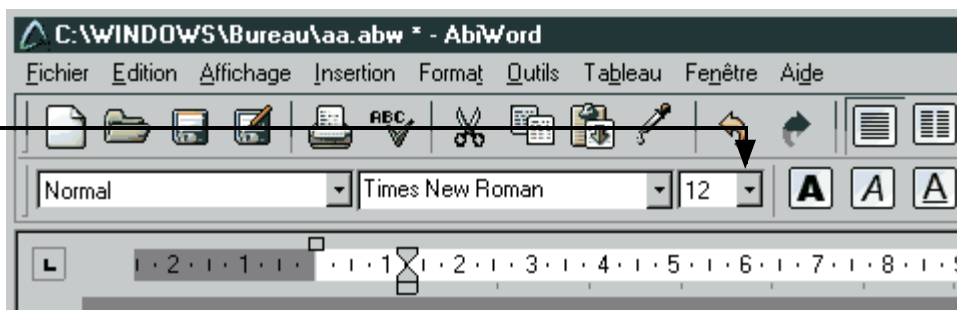 C:\WINDOWS\Bureau\aa.abw * - AbiWord
Fichier Edition Affichage Insertion Format Outils Tableau Fenêtre Aide
ABC
Normal Times New Roman 12 A A A
2 1 1 2 3 4 5 6 7 8 9